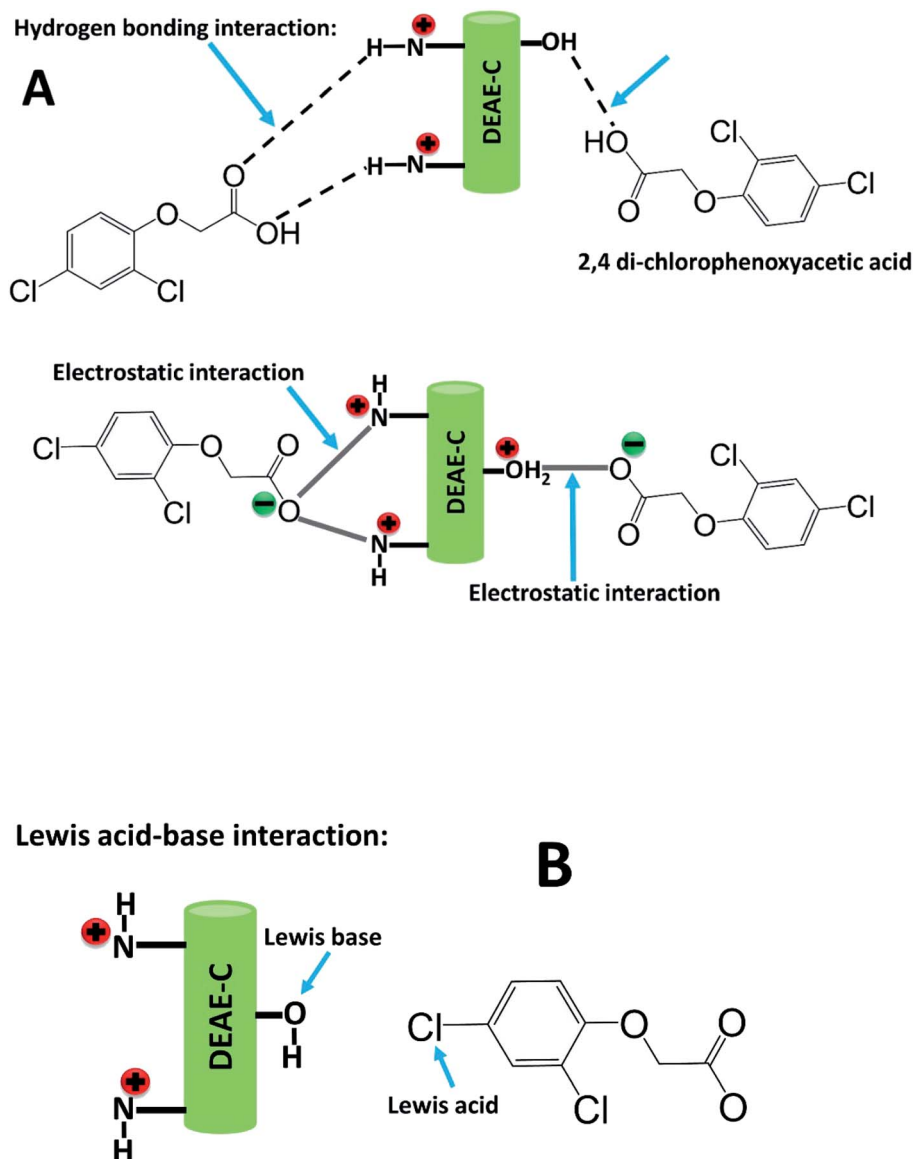 Hydrogen bonding interaction:
A
H-N
+
DEAE-C
OH
H-N
+
O
O
OH
Cl
Cl
HO
O
O
Cl
Cl
2,4 di-chlorophenoxyacetic acid
Electrostatic interaction
Cl
Cl
O
O
O
−
H
N
+
N
+
H
DEAE-C
+
OH2
−
O
O
O
Cl
Cl
Electrostatic interaction
Lewis acid-base interaction:
B
H
N
+
N
+
H
DEAE-C
Lewis base
O
H
Cl
Cl
O
O
O
Lewis acid